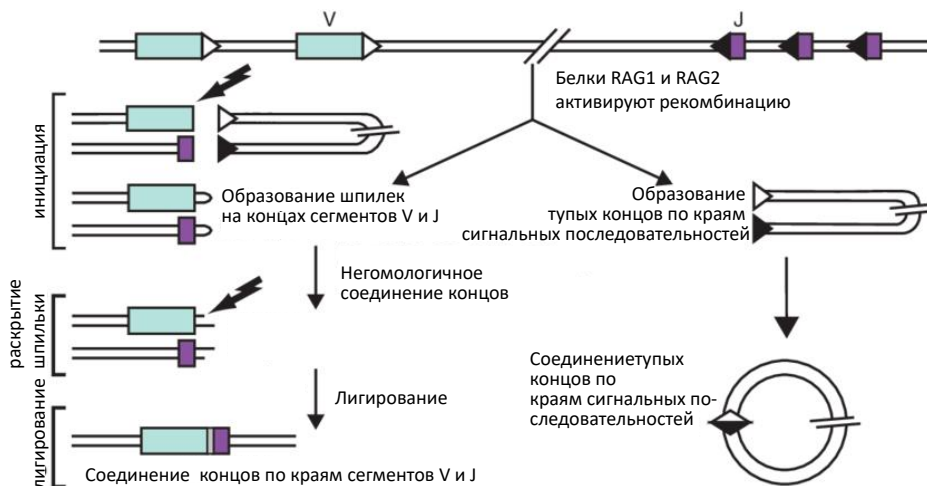 V
J
Белки RAG1 и RAG2
активируют рекомбинацию
инициация
Образование шпилек
на концах сегментов V и J
Образование
тупых концов по краям
сигнальных последовательностей
Негомологичное
соединение концов
раскрытие
шпильки
Соединениетупых
концов по
краям сигнальных по-
следовательностей
Лигирование
лигирование
Соединение концов по краям сегментов V и J